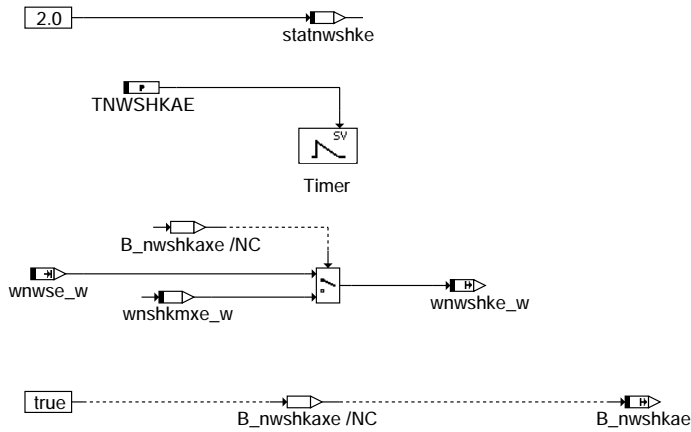 2.0
statnwshke
P
TNWSHKAE
SV
Timer
B_nwshkaxe /NC
wnwse_w
wnshkmxe_w
wnwshke_w
true
B_nwshkaxe /NC
B_nwshkae